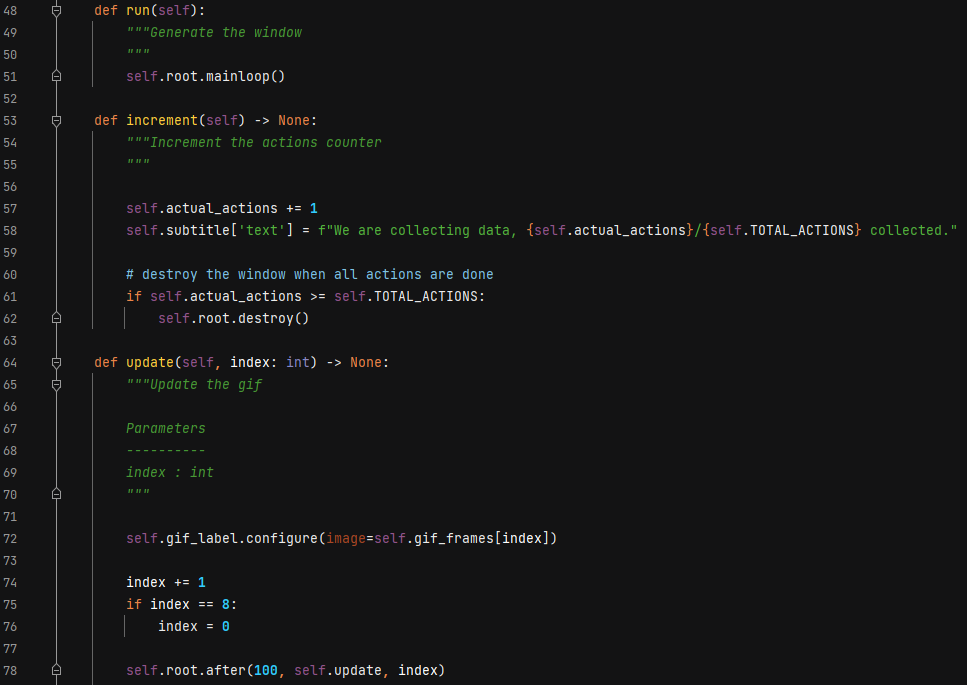 48 def run(self):
49 """Generate the window
50 """
51 self.root.mainloop()
52
53 def increment(self) -> None:
54 """Increment the actions counter
55 """
56
57 self.actual_actions += 1
58 self.subtitle['text'] = f"We are collecting data, {self.actual_actions}/{self.TOTAL_ACTIONS} collected."
59
60 # destroy the window when all actions are done
61 if self.actual_actions >= self.TOTAL_ACTIONS:
62 self.root.destroy()
63
64 def update(self, index: int) -> None:
65 """Update the gif
66
67 Parameters
68 ----------
69 index : int
70 """
71
72 self.gif_label.configure(image=self.gif_frames[index])
73
74 index += 1
75 if index == 8:
76 index = 0
77
78 self.root.after(100, self.update, index)